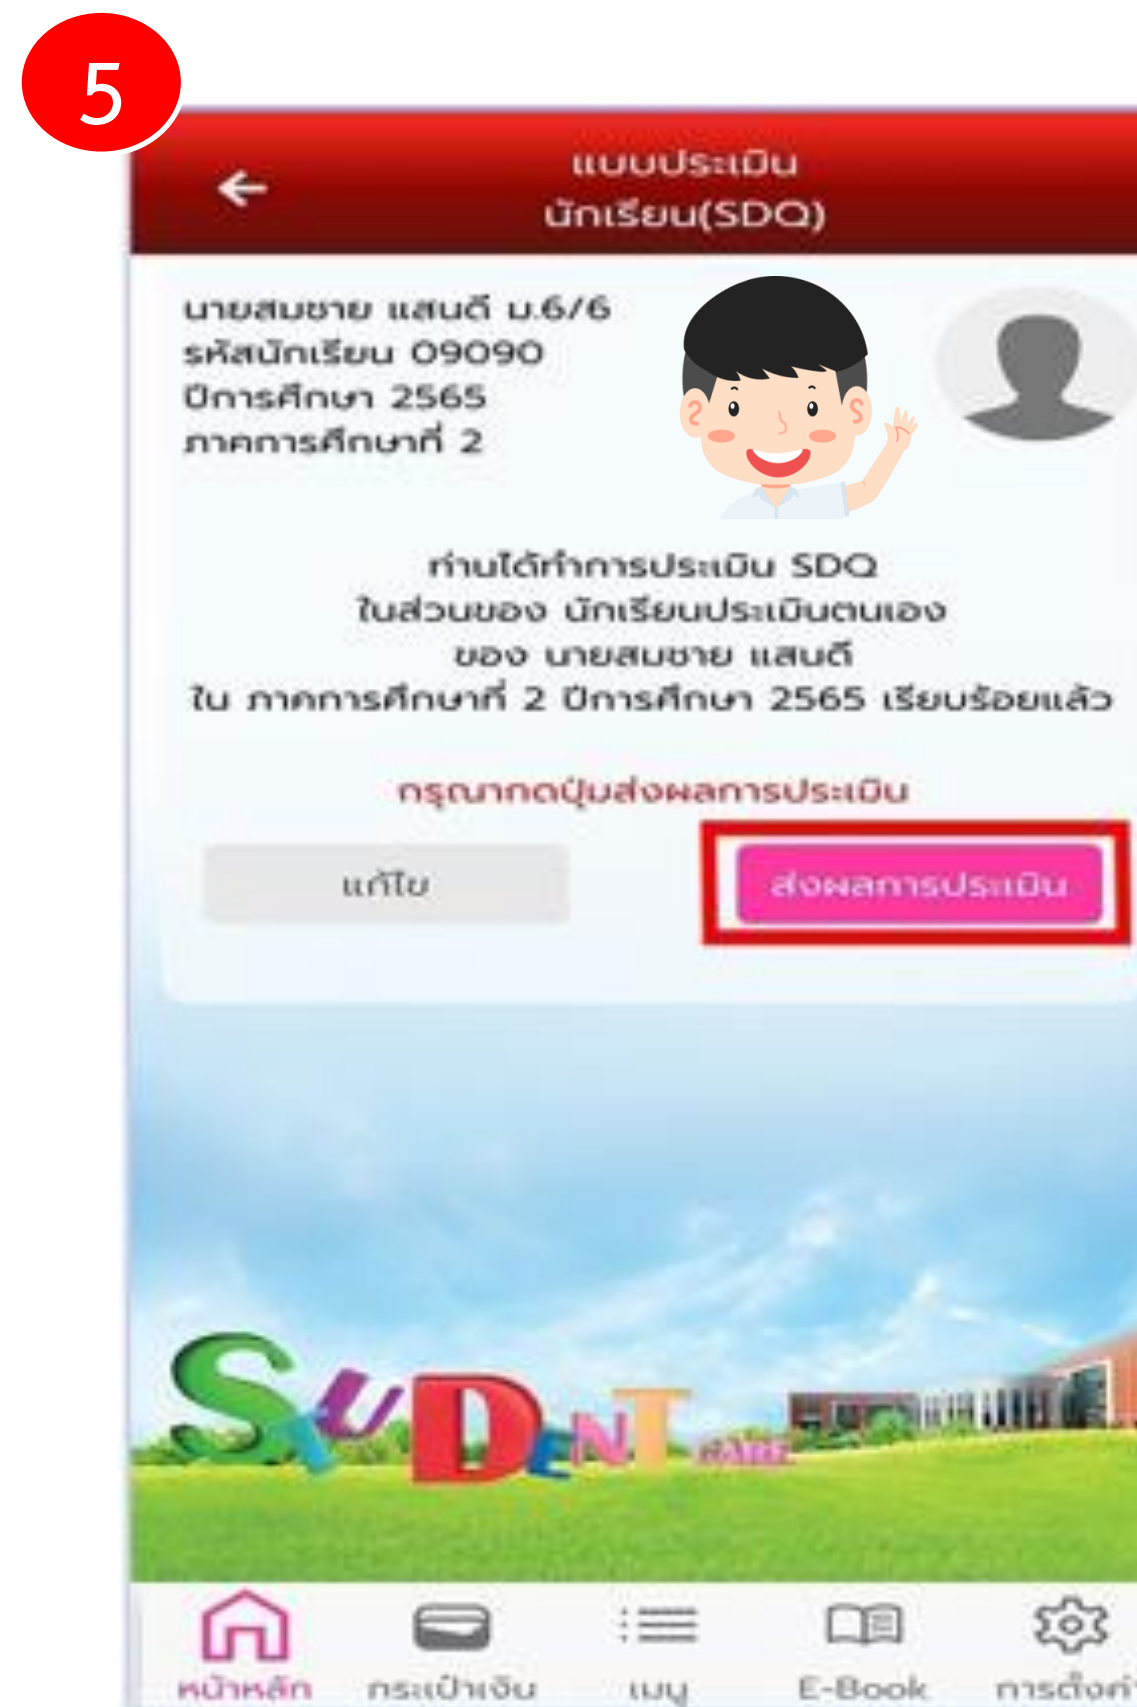 5
แบบประเมิน
นักเรียน(SDQ)
นายสมชาย แสนดี ม.6/6
รหัสนักเรียน 09090
ปีการศึกษา 2565
ภาคการศึกษาที่ 2
ท่านได้ทำการประเมิน SDQ
ในส่วนของ นักเรียนประเมินตนเอง
ของ นายสมชาย แสนดี
ใน ภาคการศึกษาที่ 2 ปีการศึกษา 2565 เรียบร้อยแล้ว
กรุณากดปุ่มส่งผลการประเมิน
แก้ไข ส่งผลการประเมิน
STUDENT CARE
หน้าหลัก กระเป๋าเงิน เมนู E-Book การตั้งค่า